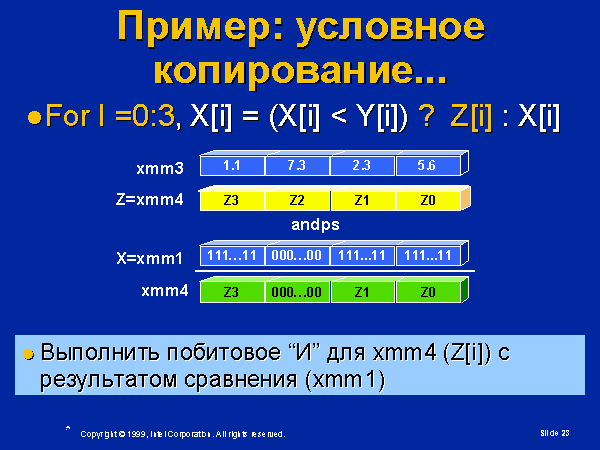 Пример: условное
копирование...
●For I =0:3, X[i] = (X[i] < Y[i]) ? Z[i] : X[i]
xmm3 1.1 7.3 2.3 5.6
Z=xmm4 Z3 Z2 Z1 Z0
andps
X=xmm1 111…11 000…00 111...11 111...11
xmm4 Z3 000…00 Z1 Z0
● Выполнить побитовое “И” для xmm4 (Z[i]) с
результатом сравнения (xmm1)
* Copyright © 1999, Intel Corporation. All rights reserved. Slide 23